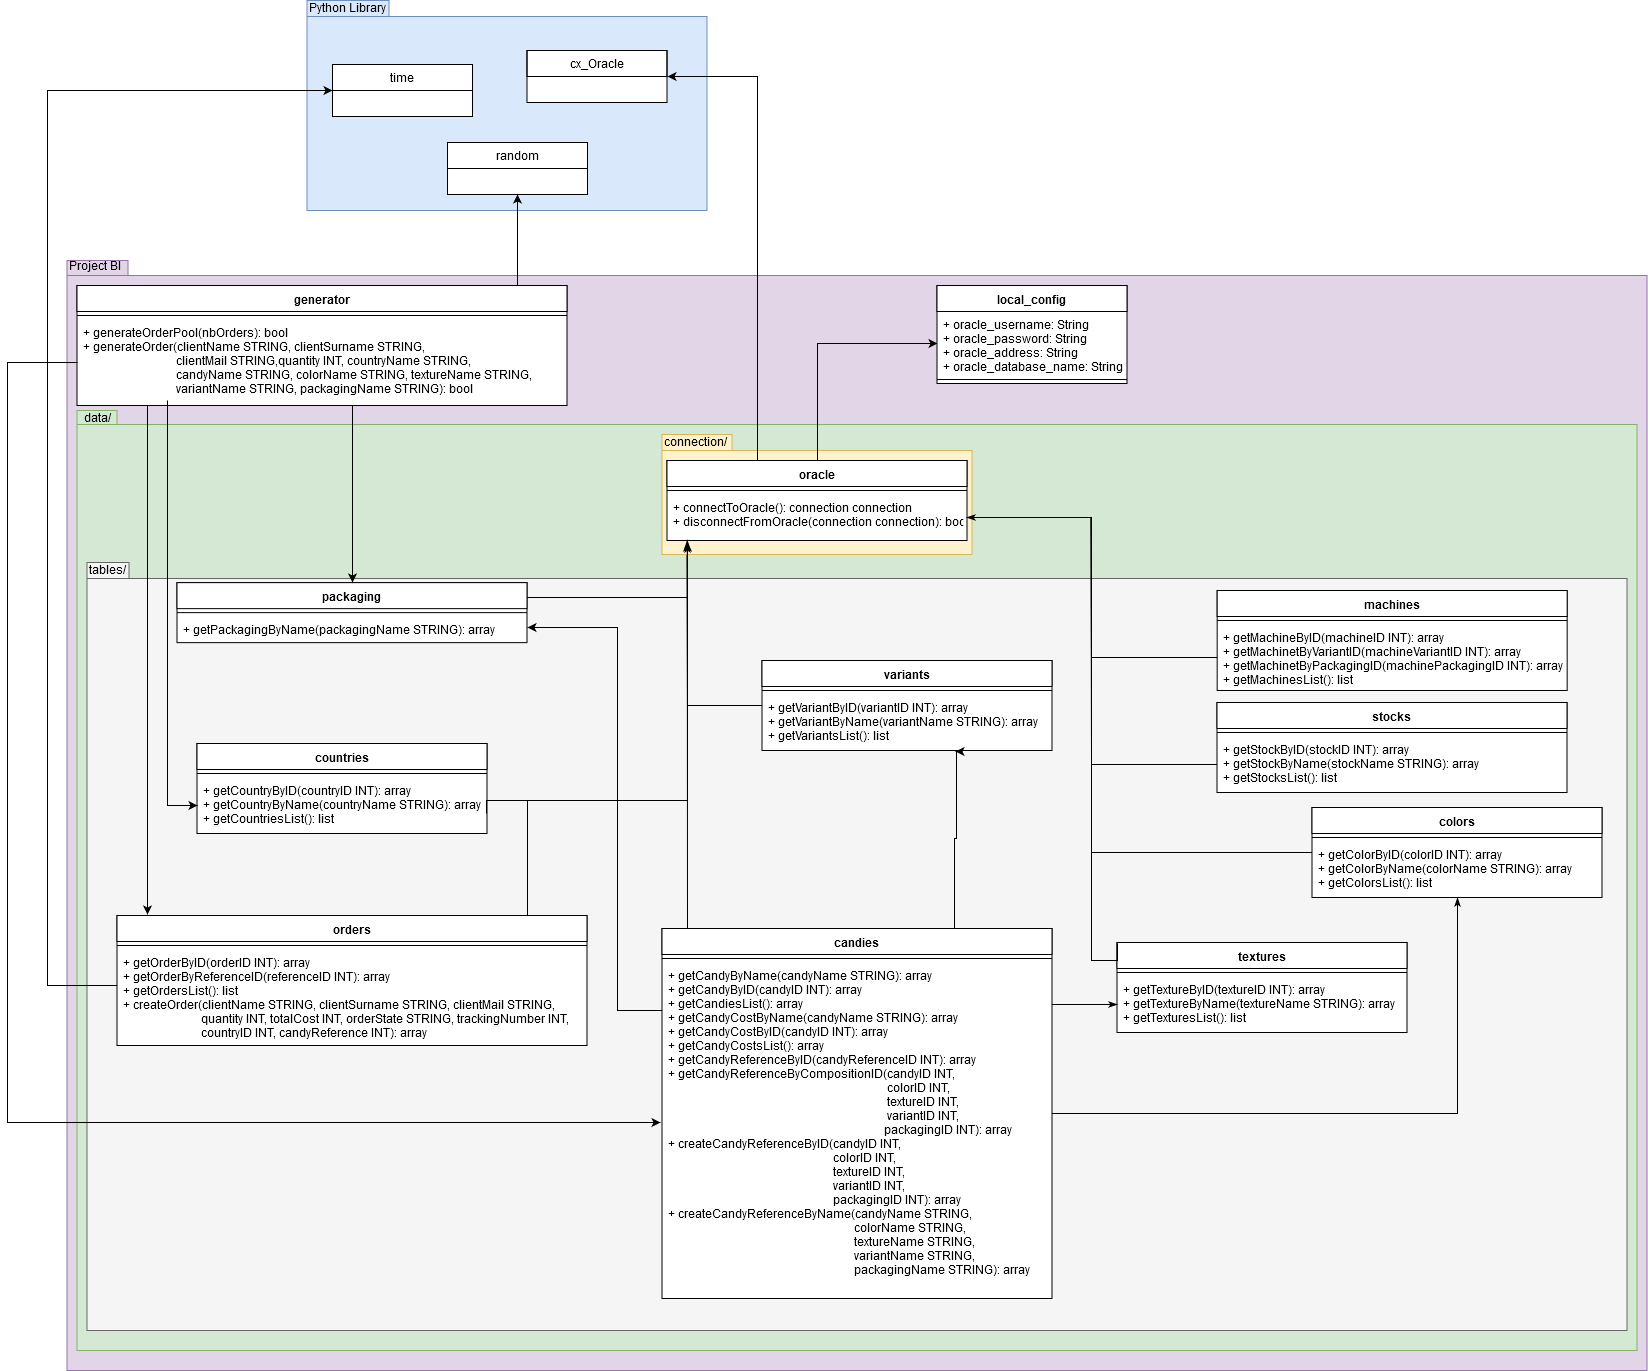 Python Library
time
cx_Oracle
random
Project BI
generator
+ generateOrderPool(nbOrders): bool
+ generateOrder(clientName STRING, clientSurname STRING,
clientMail STRING,quantity INT, countryName STRING,
candyName STRING, colorName STRING, textureName STRING,
variantName STRING, packagingName STRING): bool
local_config
+ oracle_username: String
+ oracle_password: String
+ oracle_address: String
+ oracle_database_name: String
data/
connection/
oracle
+ connectToOracle(): connection connection
+ disconnectFromOracle(connection connection): boo
tables/
packaging
+ getPackagingByName(packagingName STRING): array
machines
+ getMachineByID(machineID INT): array
+ getMachinetByVariantID(machineVariantID INT): array
+ getMachinetByPackagingID(machinePackagingID INT): array
+ getMachinesList(): list
variants
+ getVariantByID(variantID INT): array
+ getVariantByName(variantName STRING): array
+ getVariantsList(): list
stocks
+ getStockByID(stockID INT): array
+ getStockByName(stockName STRING): array
+ getStocksList(): list
countries
+ getCountryByID(countryID INT): array
+ getCountryByName(countryName STRING): array
+ getCountriesList(): list
colors
+ getColorByID(colorID INT): array
+ getColorByName(colorName STRING): array
+ getColorsList(): list
orders
+ getOrderByID(orderID INT): array
+ getOrderByReferenceID(referenceID INT): array
+ getOrdersList(): list
+ createOrder(clientName STRING, clientSurname STRING, clientMail STRING,
quantity INT, totalCost INT, orderState STRING, trackingNumber INT,
countryID INT, candyReference INT): array
candies
+ getCandyByName(candyName STRING): array
+ getCandyByID(candyID INT): array
+ getCandiesList(): array
+ getCandyCostByName(candyName STRING): array
+ getCandyCostByID(candyID INT): array
+ getCandyCostsList(): array
+ getCandyReferenceByID(candyReferenceID INT): array
+ getCandyReferenceByCompositionID(candyID INT,
colorID INT,
textureID INT,
variantID INT,
packagingID INT): array
+ createCandyReferenceByID(candyID INT,
colorID INT,
textureID INT,
variantID INT,
packagingID INT): array
+ createCandyReferenceByName(candyName STRING,
colorName STRING,
textureName STRING,
variantName STRING,
packagingName STRING): array
textures
+ getTextureByID(textureID INT): array
+ getTextureByName(textureName STRING): array
+ getTexturesList(): list